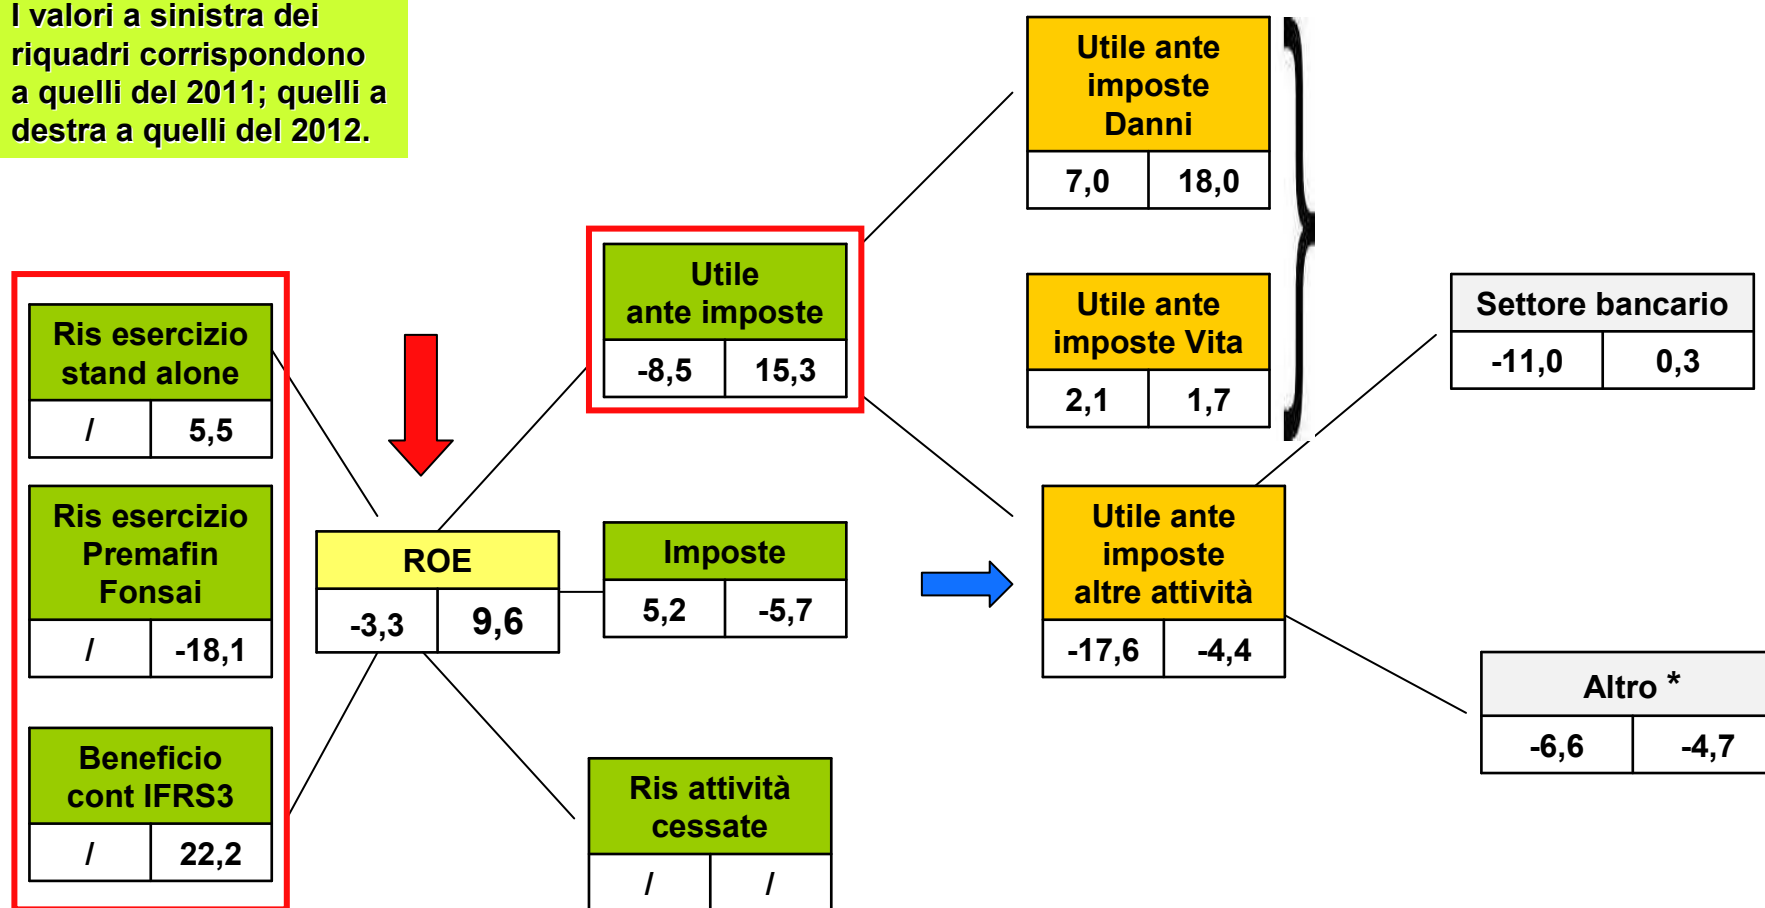 I valori a sinistra dei
riquadri corrispondono
a quelli del 2011; quelli a
destra a quelli del 2012.
Ris esercizio
stand alone
/ 5,5
Ris esercizio
Premafin
Fonsai
/ -18,1
Beneficio
cont IFRS3
/ 22,2
ROE
-3,3 9,6
Utile
ante imposte
-8,5 15,3
Imposte
5,2 -5,7
Ris attività
cessate
/ /
Utile ante
imposte
Danni
7,0 18,0
Utile ante
imposte Vita
2,1 1,7
Utile ante
imposte
altre attività
-17,6 -4,4
Settore bancario
-11,0 0,3
Altro *
-6,6 -4,7